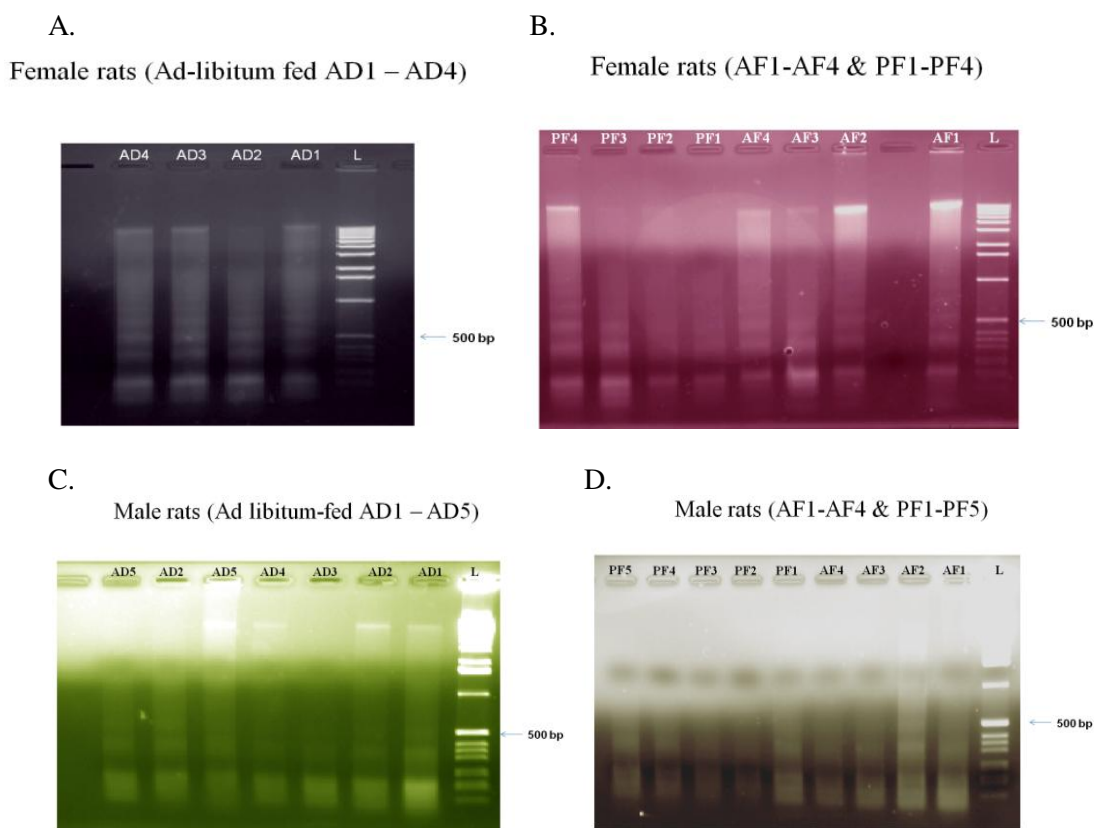 A.
Female rats (Ad-libitum fed AD1 – AD4)
AD4 AD3 AD2 AD1 L
500 bp
B.
Female rats (AF1-AF4 & PF1-PF4)
PF4 PF3 PF2 PF1 AF4 AF3 AF2 AF1 L
500 bp
C.
Male rats (Ad libitum-fed AD1 – AD5)
AD5 AD2 AD5 AD4 AD3 AD2 AD1 L
500 bp
D.
Male rats (AF1-AF4 & PF1-PF5)
PF5 PF4 PF3 PF2 PF1 AF4 AF3 AF2 AF1 L
500 bp